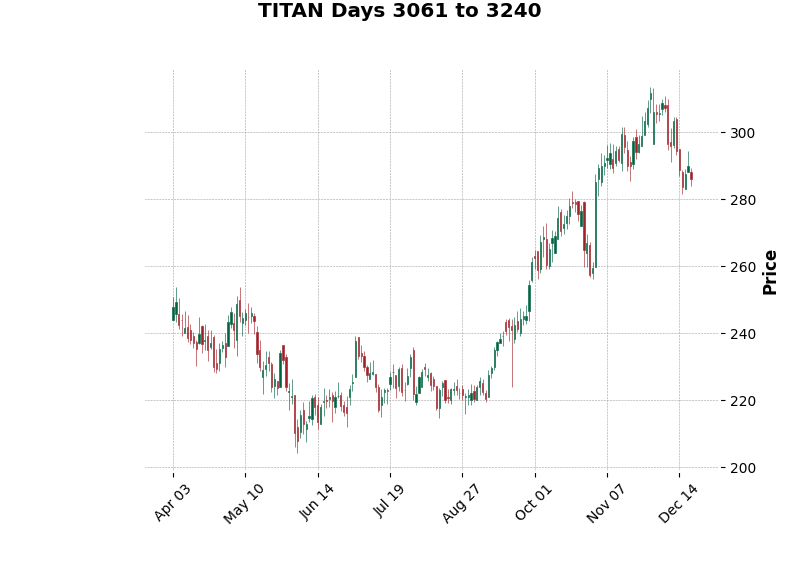 TITAN Days 3061 to 3240
300
280
260
240
220
200
Price
Apr 03
May 10
Jun 14
Jul 19
Aug 27
Oct 01
Nov 07
Dec 14